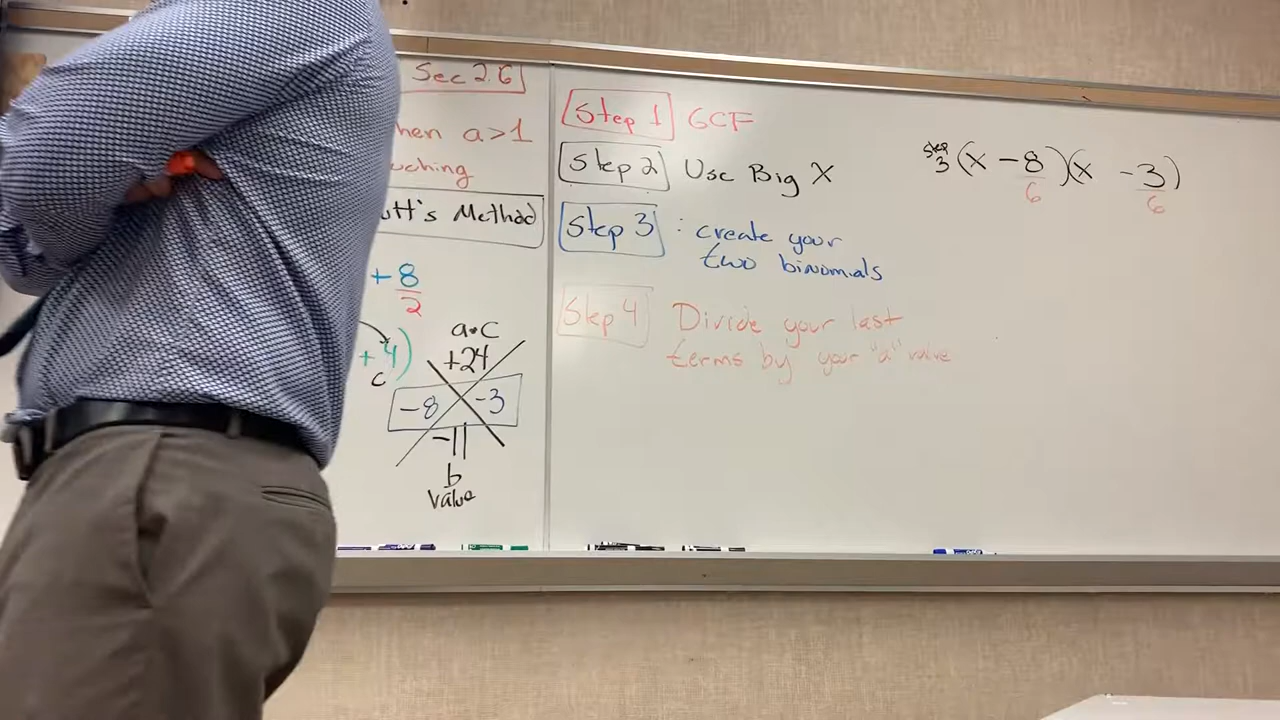 Sec 2.6
hen a>1
ching
utt's Method
+ 8/2
+ 4)
c
a•c
+24
-8 -3
-11
b
value
Step 1 GCF
Step 2 Use Big X
Step 3 : create your
two binomials
Step 4 Divide your last
terms by your "a" value
step
3 (x - 8/6)(x - 3/6)